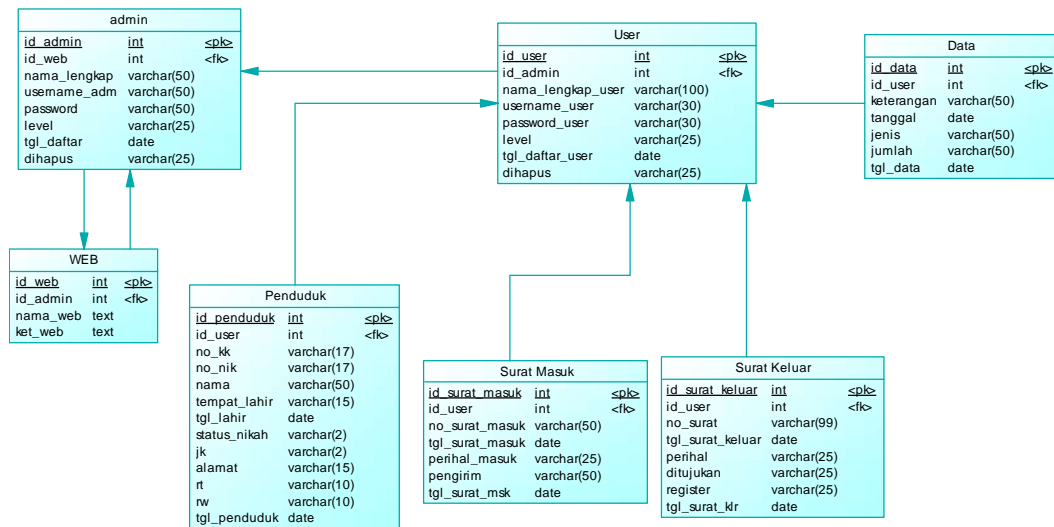 admin
id_admin int <pk>
id_web int <fk>
nama_lengkap varchar(50)
username_adm varchar(50)
password varchar(50)
level varchar(25)
tgl_daftar date
dihapus varchar(25)
User
id_user int <pk>
id_admin int <fk>
nama_lengkap_user varchar(100)
username_user varchar(30)
password_user varchar(30)
level varchar(25)
tgl_daftar_user date
dihapus varchar(25)
Data
id_data int <pk>
id_user int <fk>
keterangan varchar(50)
tanggal date
jenis varchar(50)
jumlah varchar(50)
tgl_data date
WEB
id_web int <pk>
id_admin int <fk>
nama_web text
ket_web text
Penduduk
id_penduduk int <pk>
id_user int <fk>
no_kk varchar(17)
no_nik varchar(17)
nama varchar(50)
tempat_lahir varchar(15)
tgl_lahir date
status_nikah varchar(2)
jk varchar(2)
alamat varchar(15)
rt varchar(10)
rw varchar(10)
tgl_penduduk date
Surat Masuk
id_surat_masuk int <pk>
id_user int <fk>
no_surat_masuk varchar(50)
tgl_surat_masuk date
perihal_masuk varchar(25)
pengirim varchar(50)
tgl_surat_msk date
Surat Keluar
id_surat_keluar int <pk>
id_user int <fk>
no_surat varchar(99)
tgl_surat_keluar date
perihal varchar(25)
ditujukan varchar(25)
register varchar(25)
tgl_surat_klr date